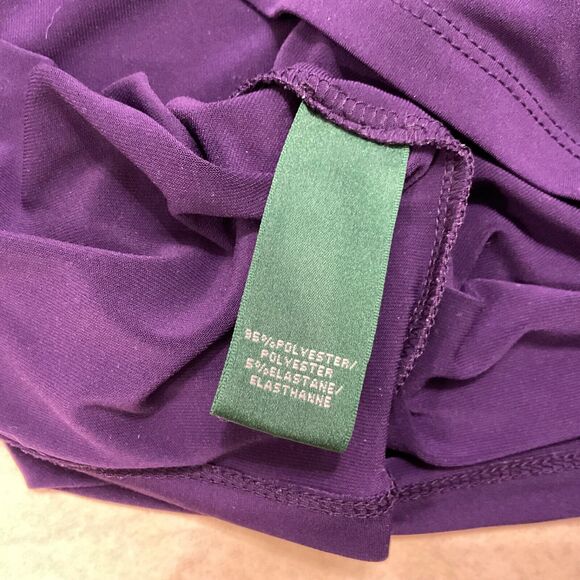 95%POLYESTER/
POLYESTER
5%ELASTANE/
ELASTHANNE